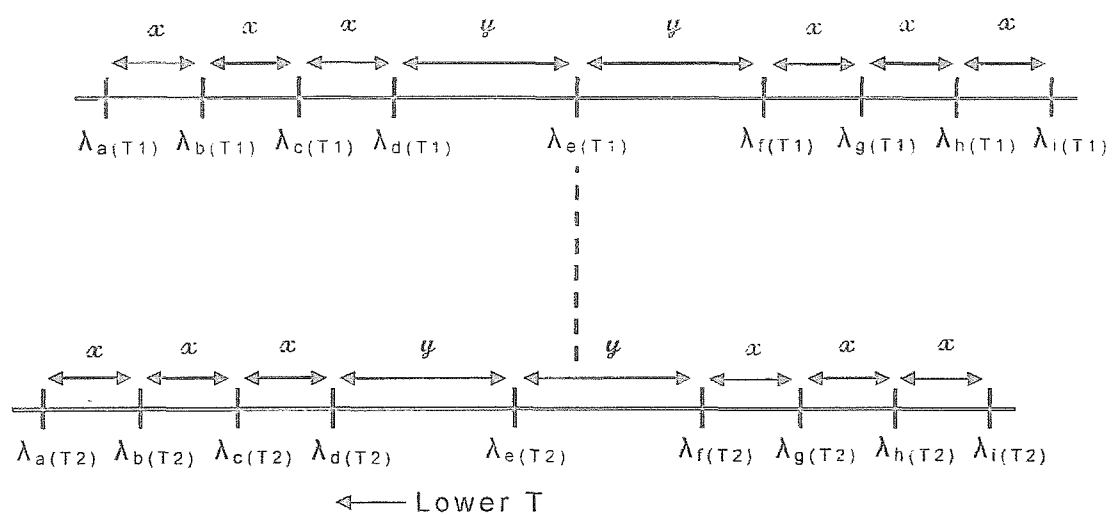 x x x y y x x x
λa(T1) λb(T1) λc(T1) λd(T1) λe(T1) λf(T1) λg(T1) λh(T1) λi(T1)
x x x y y x x x
λa(T2) λb(T2) λc(T2) λd(T2) λe(T2) λf(T2) λg(T2) λh(T2) λi(T2)
Lower T